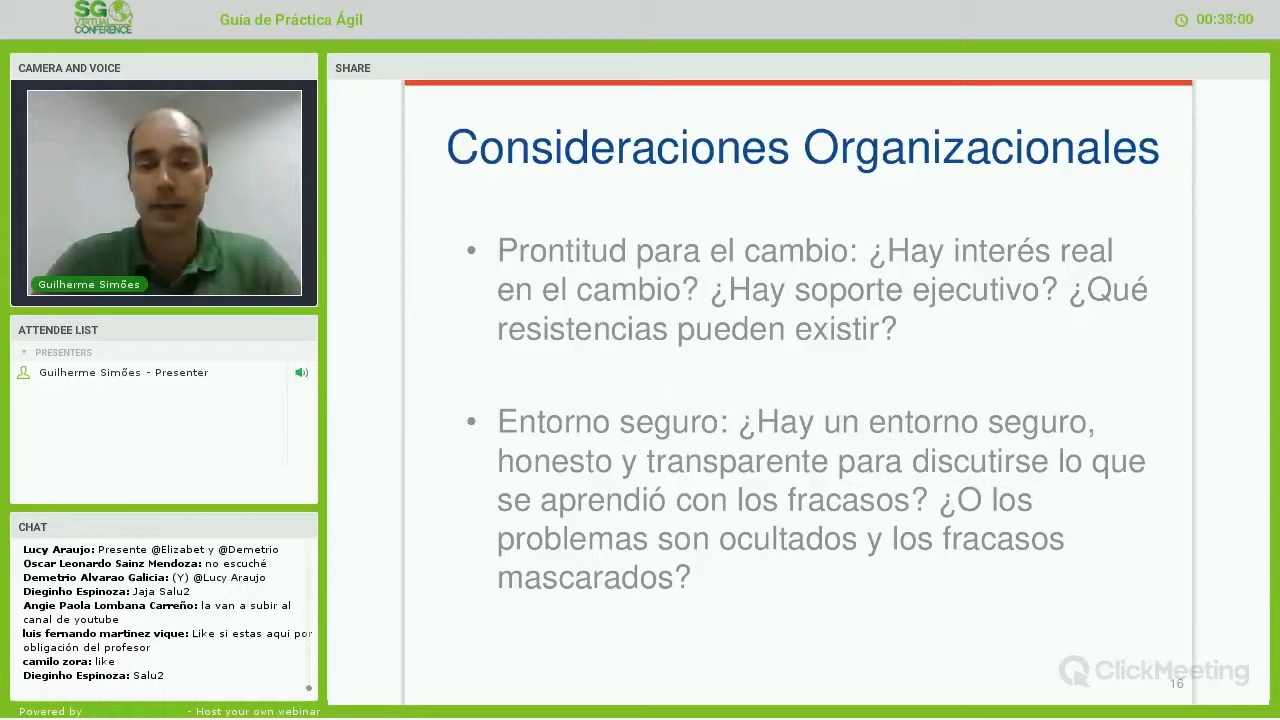 SG
VIRTUAL
CONFERENCE
Guía de Práctica Ágil
00:38:00
CAMERA AND VOICE
Guilherme Simões
ATTENDEE LIST
PRESENTERS
Guilherme Simões - Presenter
CHAT
Lucy Araujo: Presente @Elizabet y @Demetrio
Oscar Leonardo Sainz Mendoza: no escuché
Demetrio Alvarao Galicia: (Y) @Lucy Araujo
Dieginho Espinoza: Jaja Salu2
Angie Paola Lombana Carreño: la van a subir al
canal de youtube
luis fernando martinez vique: Like si estas aqui por
obligación del profesor
camilo zora: like
Dieginho Espinoza: Salu2
Powered by - Host your own webinar
SHARE
Consideraciones Organizacionales
• Prontitud para el cambio: ¿Hay interés real
en el cambio? ¿Hay soporte ejecutivo? ¿Qué
resistencias pueden existir?
• Entorno seguro: ¿Hay un entorno seguro,
honesto y transparente para discutirse lo que
se aprendió con los fracasos? ¿O los
problemas son ocultados y los fracasos
mascarados?
ClickMeeting
16